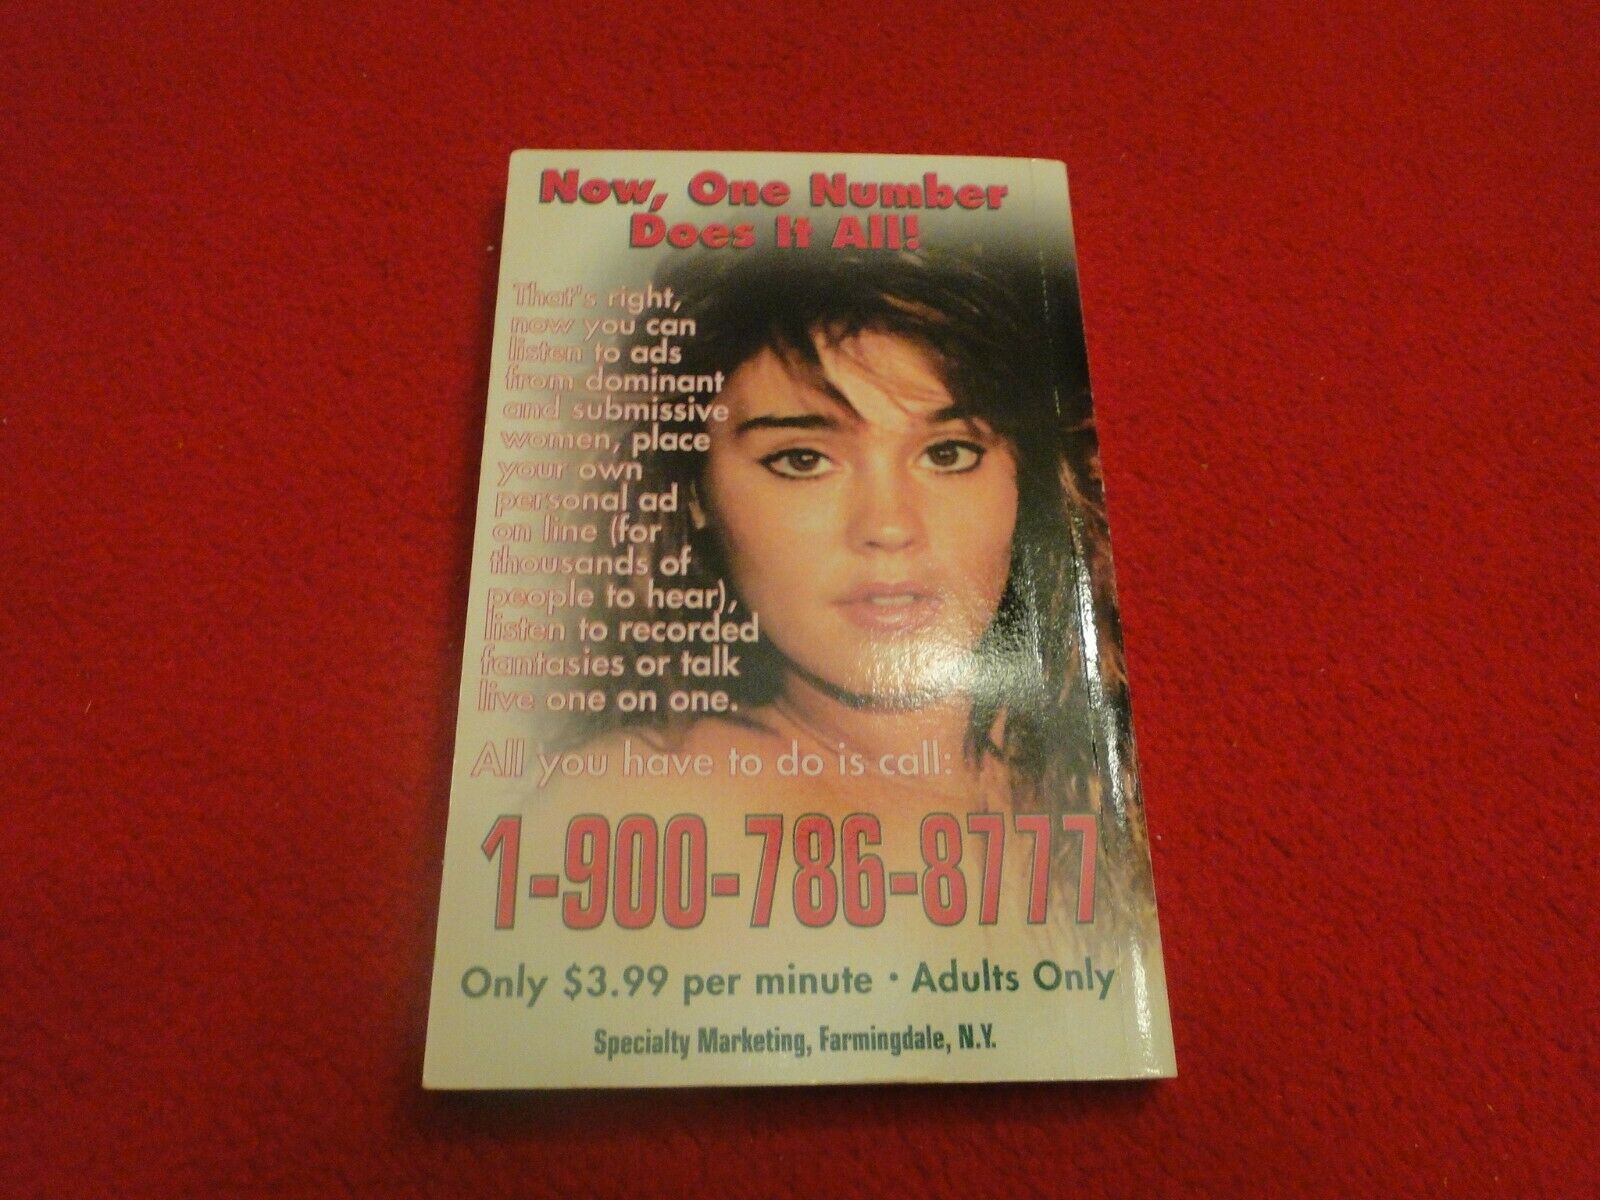 Now, One Number
Does It All!
That's right,
now you can
listen to ads
from dominant
and submissive
women, place
your own
personal ad
on line (for
thousands of
people to hear),
listen to recorded
fantasies or talk
live one on one.
All you have to do is call:
1-900-786-8777
Only $3.99 per minute · Adults Only
Specialty Marketing, Farmingdale, N.Y.